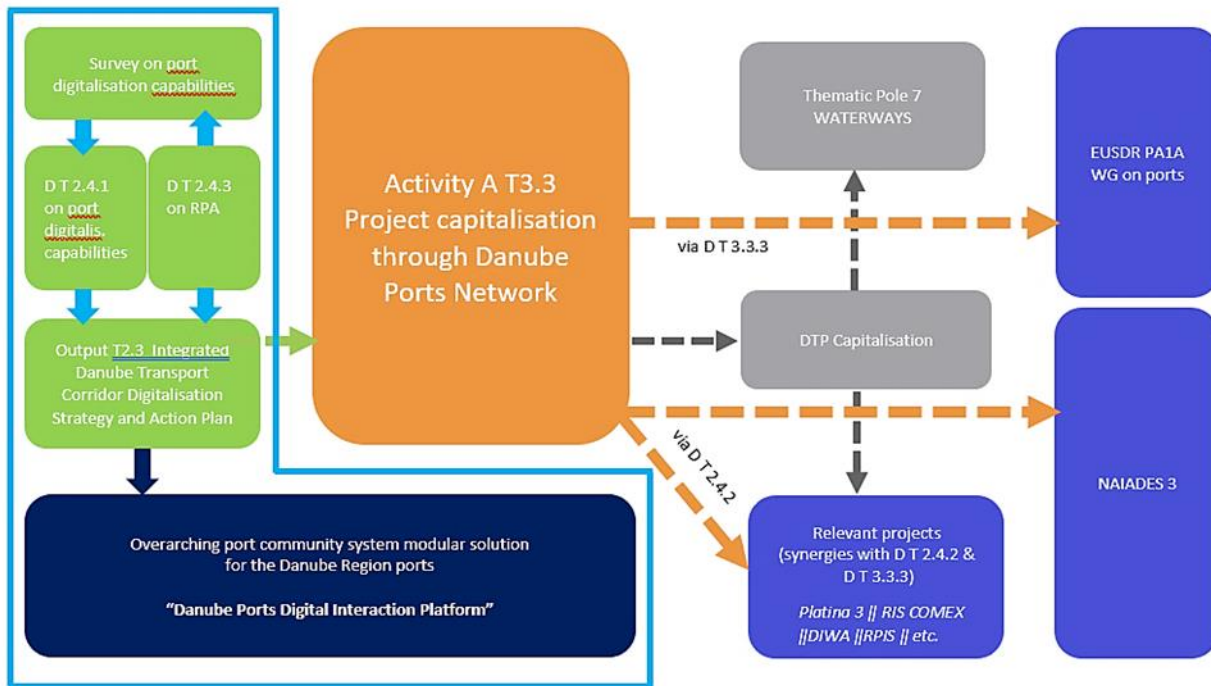 Survey on port
digitalisation capabilities
D T 2.4.1
on port
digitalis.
capabilities
D T 2.4.3
on RPA
Output T2.3 Integrated
Danube Transport
Corridor Digitalisation
Strategy and Action Plan
Overarching port community system modular solution
for the Danube Region ports
“Danube Ports Digital Interaction Platform”
Activity A T3.3
Project capitalisation
through Danube
Ports Network
via D T 3.3.3
via D T 2.4.2
Thematic Pole 7
WATERWAYS
DTP Capitalisation
Relevant projects
(synergies with D T 2.4.2 &
D T 3.3.3)
Platina 3 || RIS COMEX
||DIWA ||RPIS || etc.
EUSDR PA1A
WG on ports
NAIADES 3